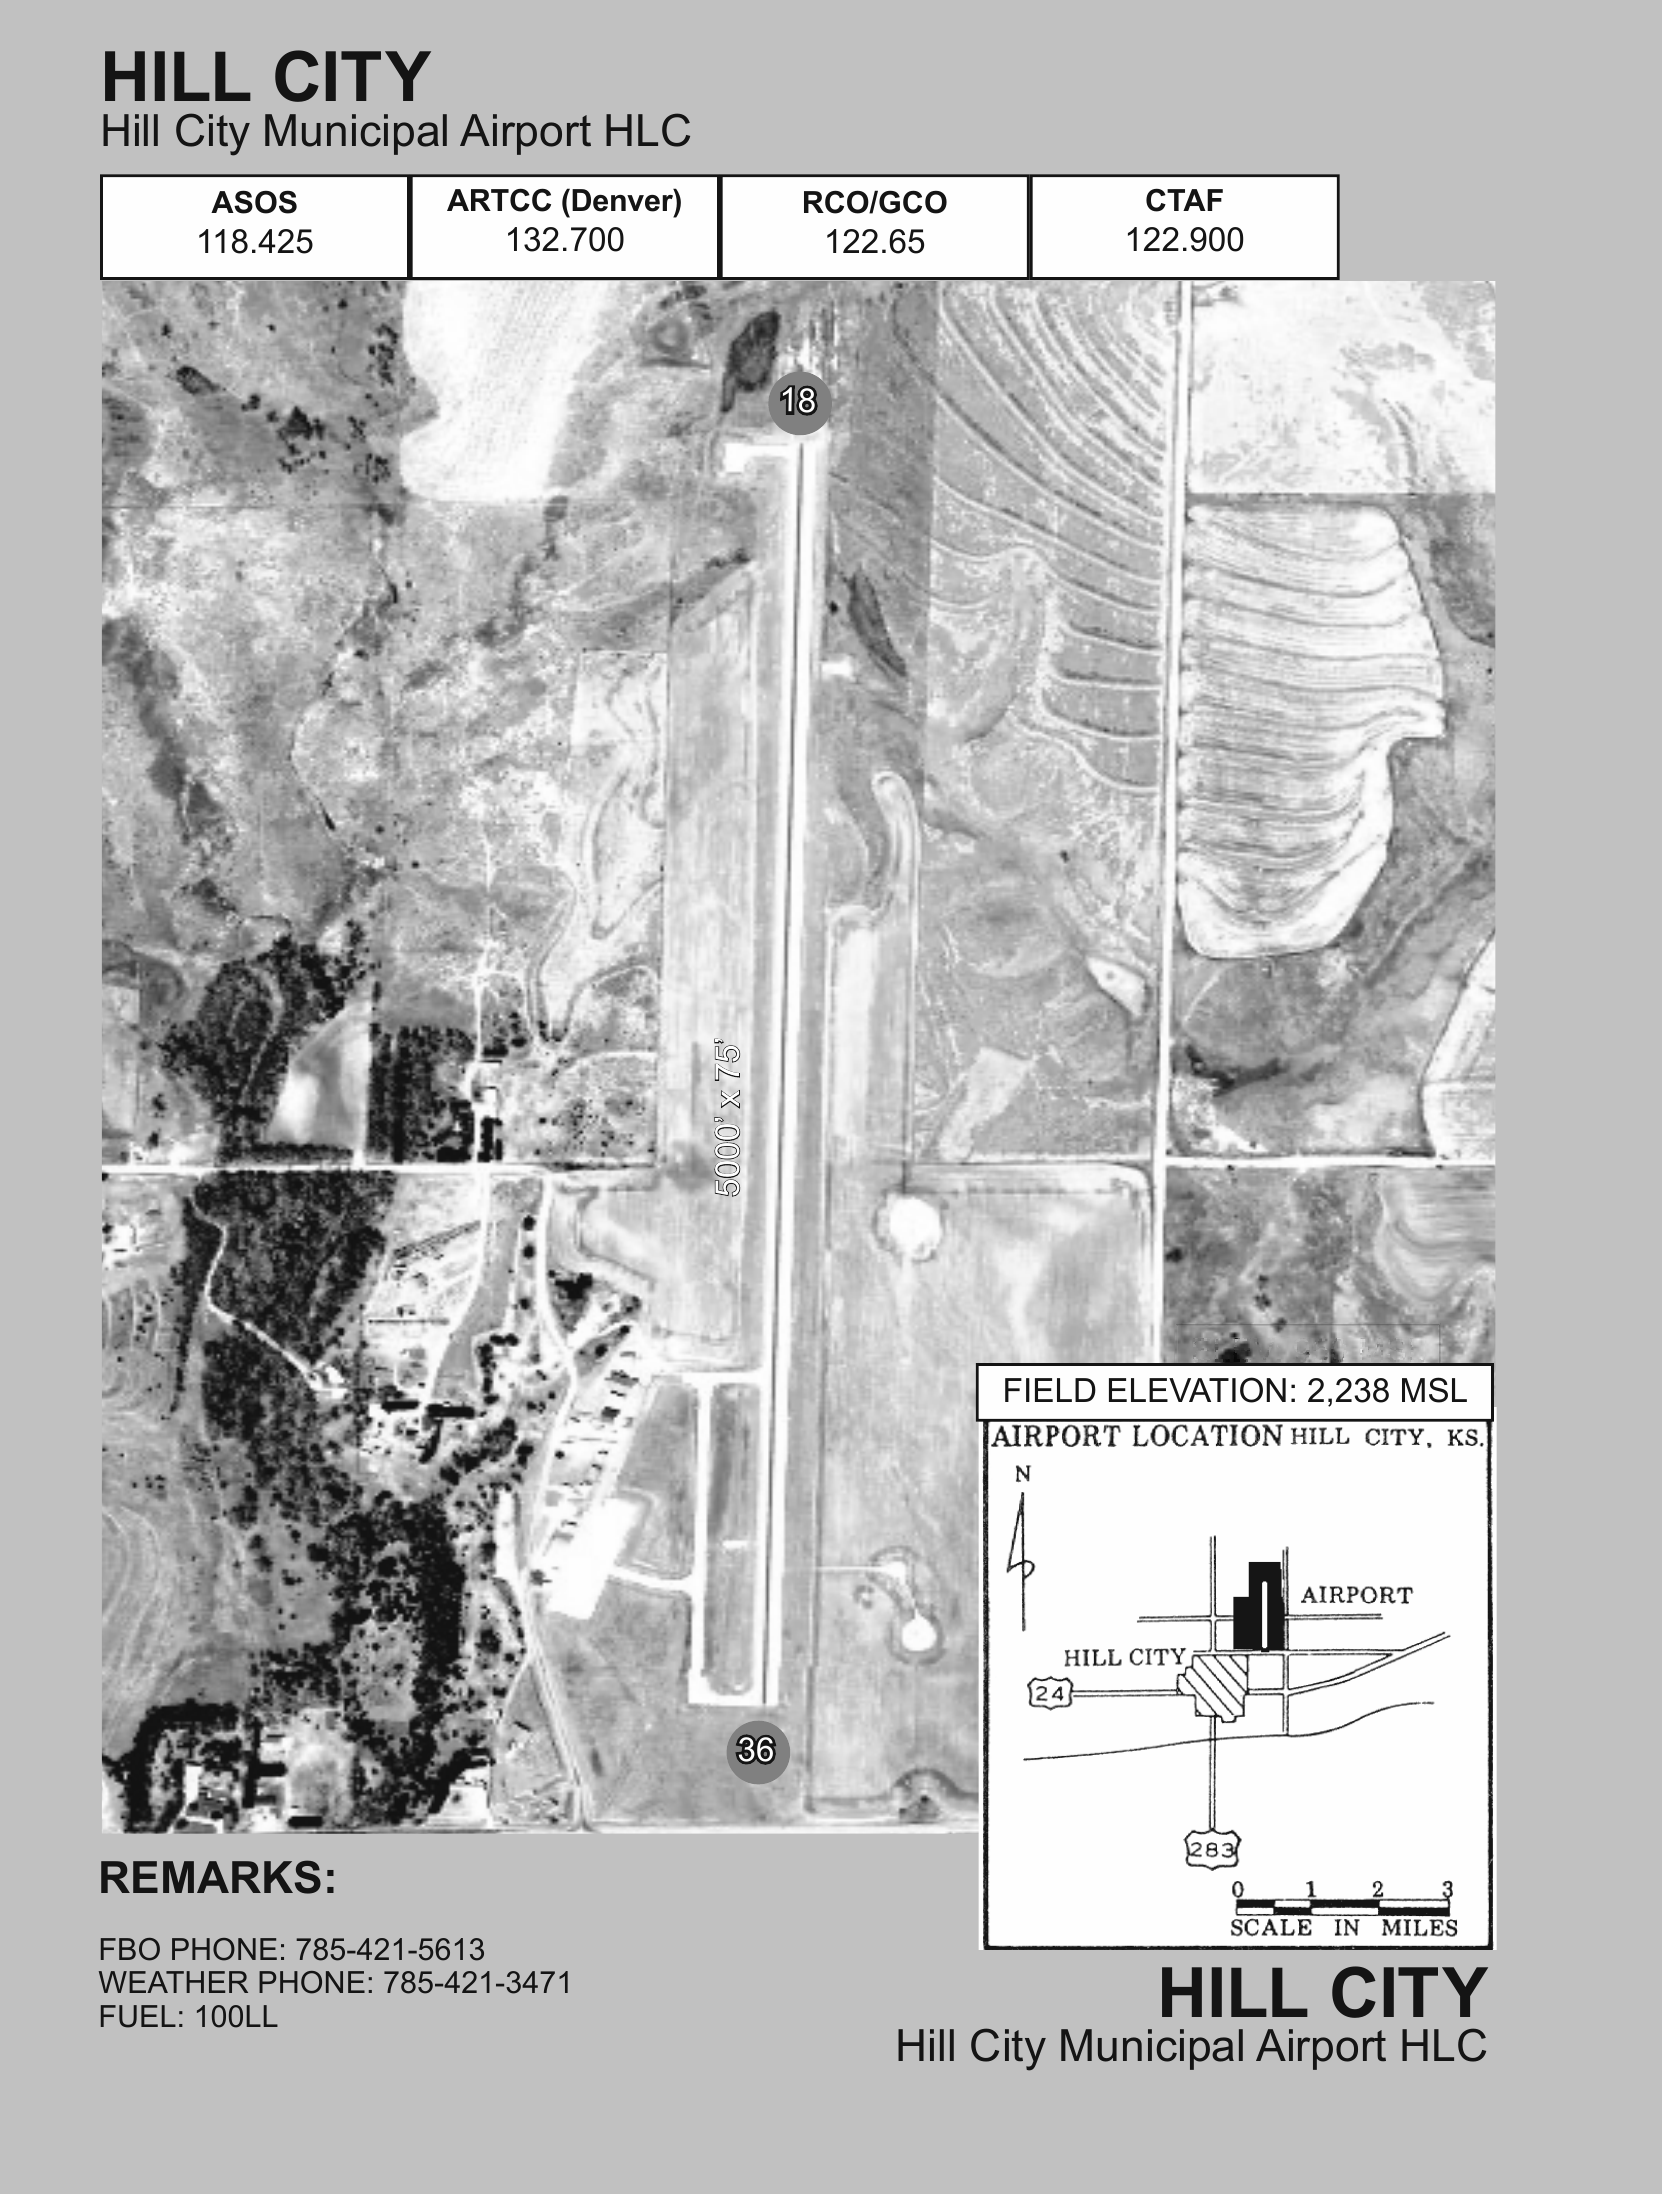 HILL CITY
Hill City Municipal Airport HLC
ASOS
118.425
ARTCC (Denver)
132.700
RCO/GCO
122.65
CTAF
122.900
18
5000' x 75'
36
FIELD ELEVATION: 2,238 MSL
AIRPORT LOCATION HILL CITY, KS.
N
AIRPORT
HILL CITY
24
283
0 1 2 3
SCALE IN MILES
REMARKS:
FBO PHONE: 785-421-5613
WEATHER PHONE: 785-421-3471
FUEL: 100LL
HILL CITY
Hill City Municipal Airport HLC